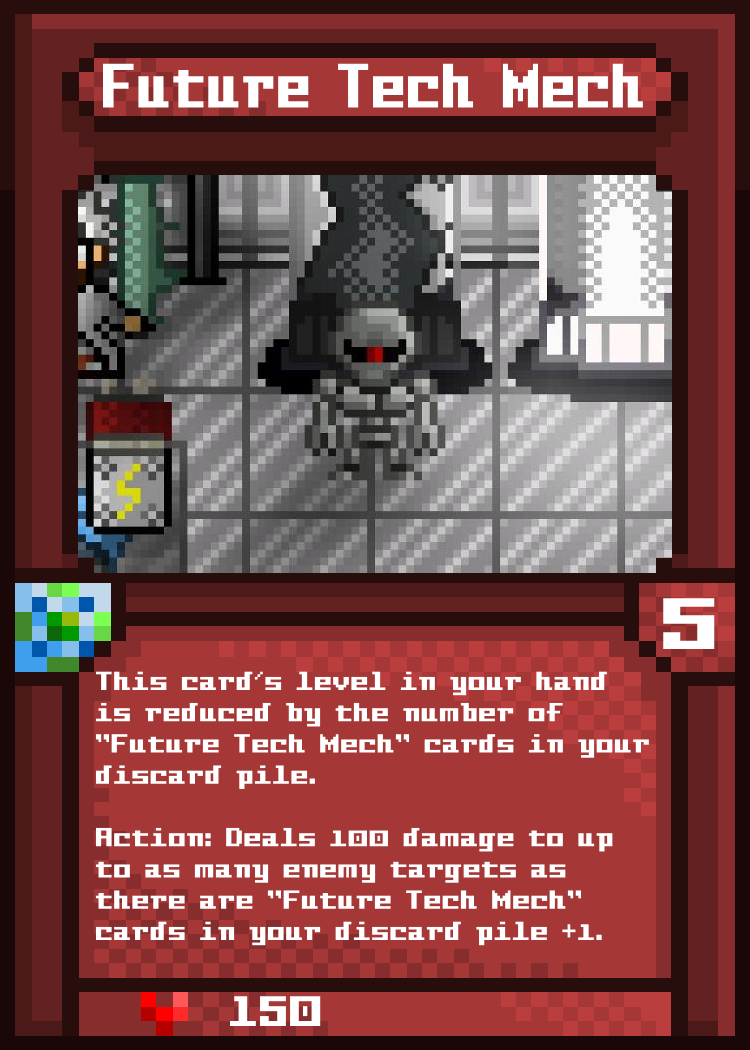 Future Tech Mech
5
This card's level in your hand
is reduced by the number of
"Future Tech Mech" cards in your
discard pile.
Action: Deals 100 damage to up
to as many enemy targets as
there are "Future Tech Mech"
cards in your discard pile +1.
150